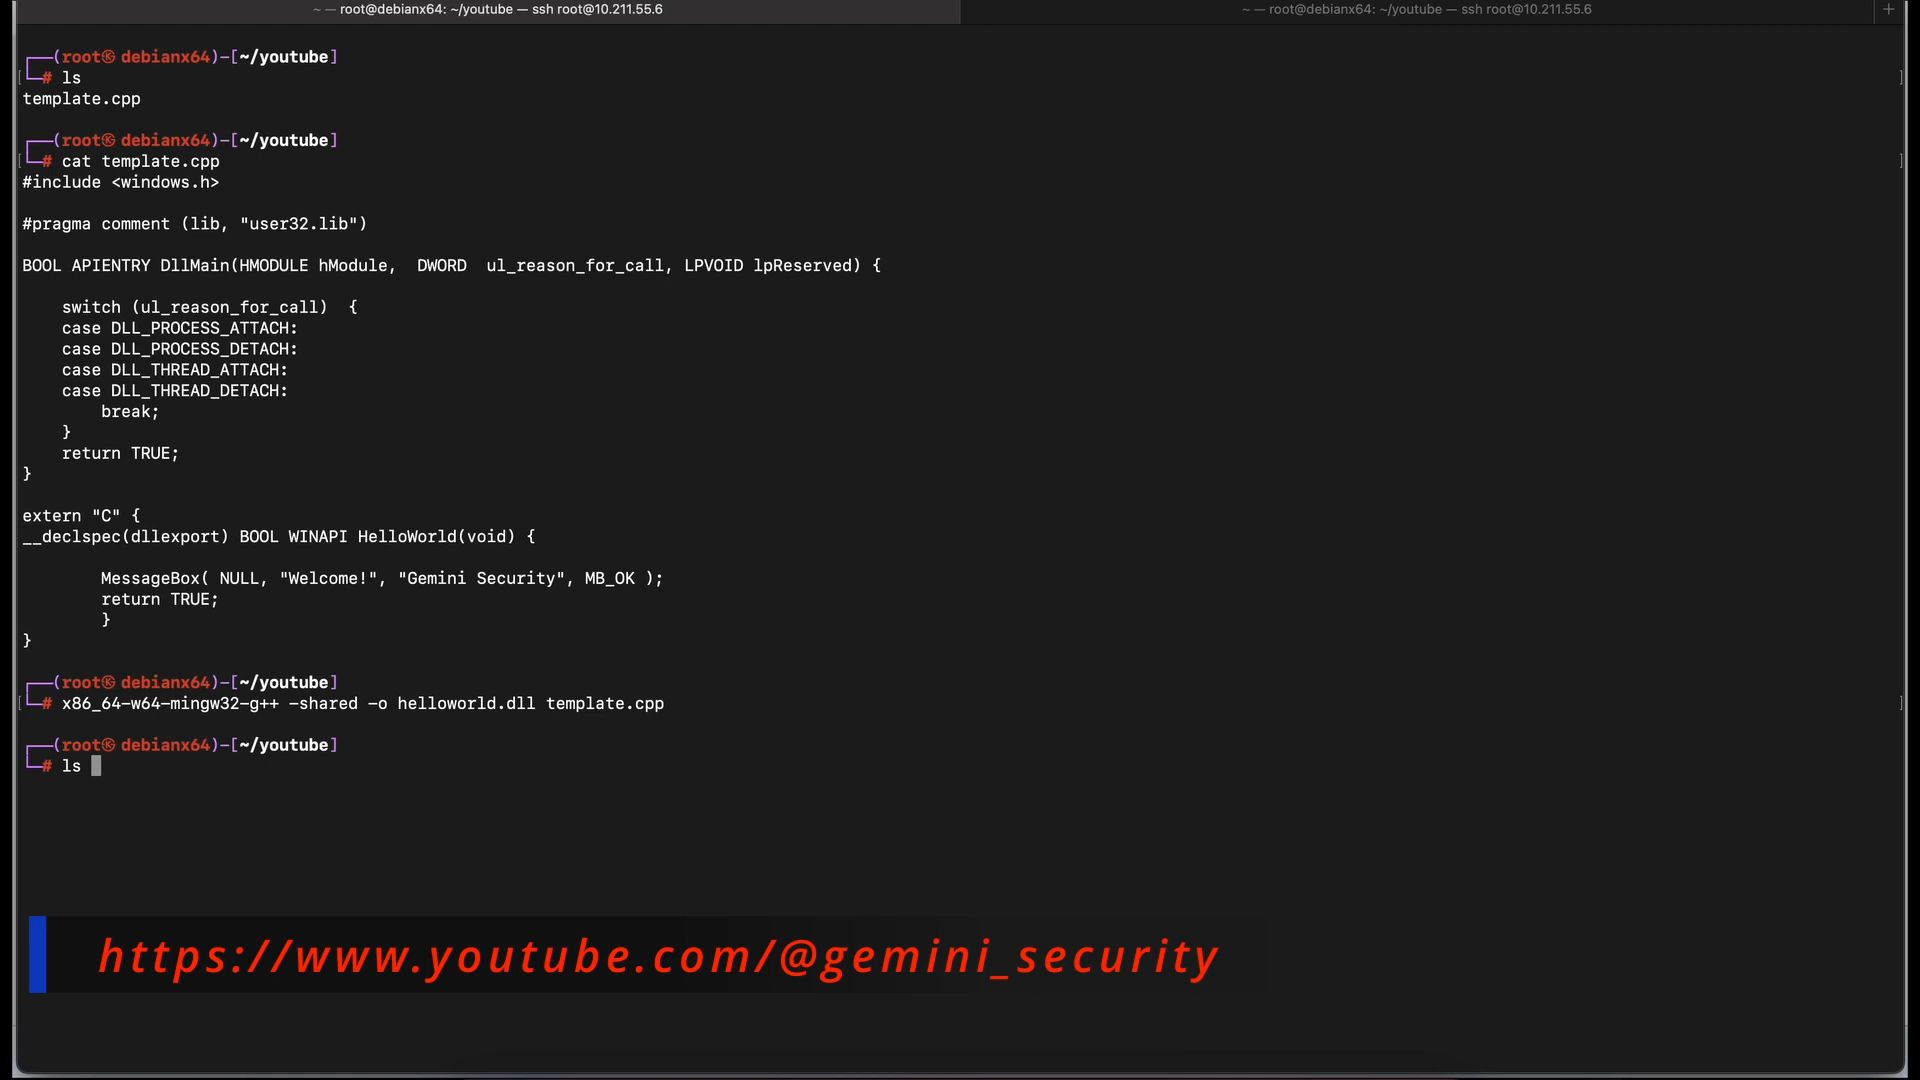 ~ — root@debianx64: ~/youtube — ssh root@10.211.55.6
~ — root@debianx64: ~/youtube — ssh root@10.211.55.6
+
┌──(root㉿debianx64)-[~/youtube]
└─# ls
template.cpp
┌──(root㉿debianx64)-[~/youtube]
└─# cat template.cpp
#include <windows.h>
#pragma comment (lib, "user32.lib")
BOOL APIENTRY DllMain(HMODULE hModule,  DWORD  ul_reason_for_call, LPVOID lpReserved) {
    switch (ul_reason_for_call)  {
    case DLL_PROCESS_ATTACH:
    case DLL_PROCESS_DETACH:
    case DLL_THREAD_ATTACH:
    case DLL_THREAD_DETACH:
        break;
    }
    return TRUE;
}
extern "C" {
__declspec(dllexport) BOOL WINAPI HelloWorld(void) {
        MessageBox( NULL, "Welcome!", "Gemini Security", MB_OK );
        return TRUE;
        }
}
┌──(root㉿debianx64)-[~/youtube]
└─# x86_64-w64-mingw32-g++ -shared -o helloworld.dll template.cpp
┌──(root㉿debianx64)-[~/youtube]
└─# ls
https://www.youtube.com/@gemini_security